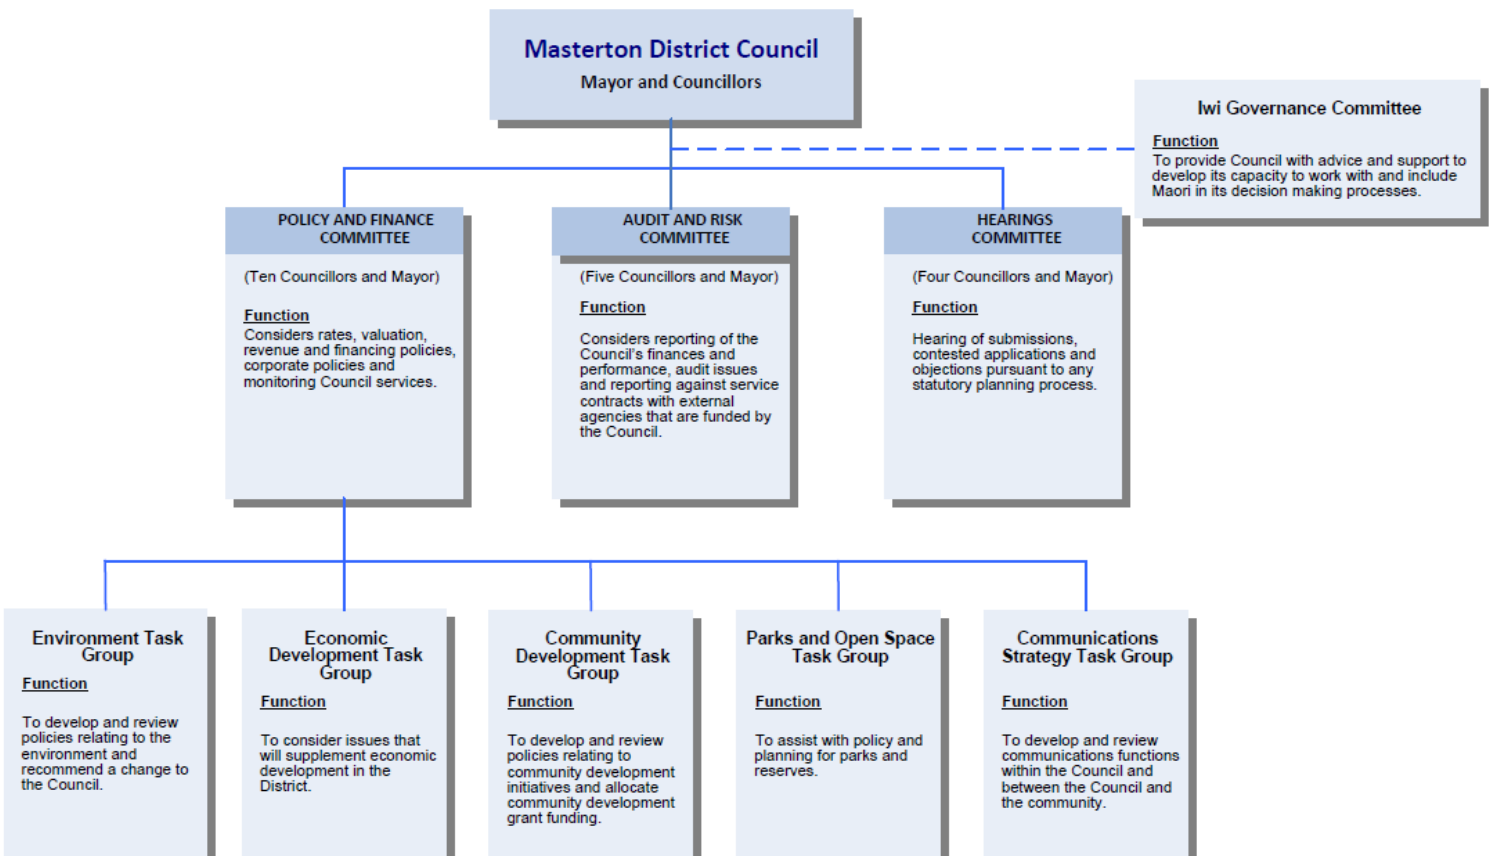 Masterton District Council
Mayor and Councillors
Iwi Governance Committee
Function
To provide Council with advice and support to
develop its capacity to work with and include
Maori in its decision making processes.
POLICY AND FINANCE
COMMITTEE
(Ten Councillors and Mayor)
Function
Considers rates, valuation,
revenue and financing policies,
corporate policies and
monitoring Council services.
AUDIT AND RISK
COMMITTEE
(Five Councillors and Mayor)
Function
Considers reporting of the
Council's finances and
performance, audit issues
and reporting against service
contracts with external
agencies that are funded by
the Council.
HEARINGS
COMMITTEE
(Four Councillors and Mayor)
Function
Hearing of submissions,
contested applications and
objections pursuant to any
statutory planning process.
Environment Task
Group
Function
To develop and review
policies relating to the
environment and
recommend a change to
the Council.
Economic
Development Task
Group
Function
To consider issues that
will supplement economic
development in the
District.
Community
Development Task
Group
Function
To develop and review
policies relating to
community development
initiatives and allocate
community development
grant funding.
Parks and Open Space
Task Group
Function
To assist with policy and
planning for parks and
reserves.
Communications
Strategy Task Group
Function
To develop and review
communications functions
within the Council and
between the Council and
the community.